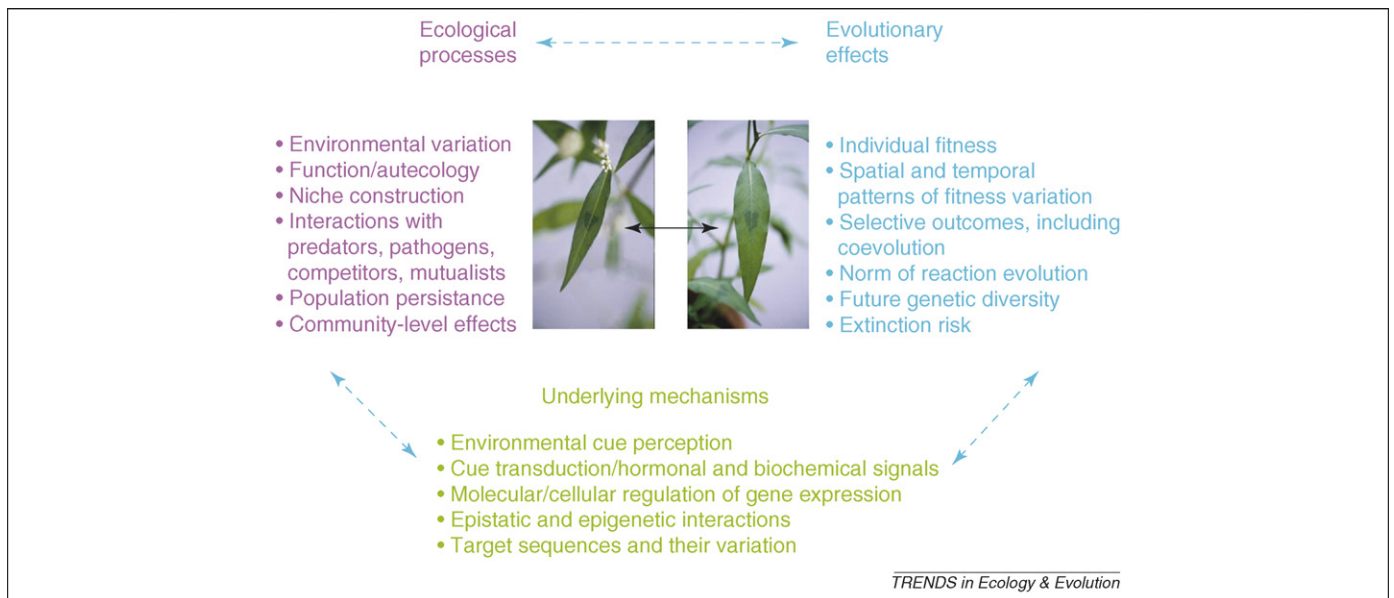 Ecological
processes
Evolutionary
effects
• Environmental variation
• Function/autecology
• Niche construction
• Interactions with
predators, pathogens,
competitors, mutualists
• Population persistance
• Community-level effects
• Individual fitness
• Spatial and temporal
patterns of fitness variation
• Selective outcomes, including
coevolution
• Norm of reaction evolution
• Future genetic diversity
• Extinction risk
Underlying mechanisms
• Environmental cue perception
• Cue transduction/hormonal and biochemical signals
• Molecular/cellular regulation of gene expression
• Epistatic and epigenetic interactions
• Target sequences and their variation
TRENDS in Ecology & Evolution